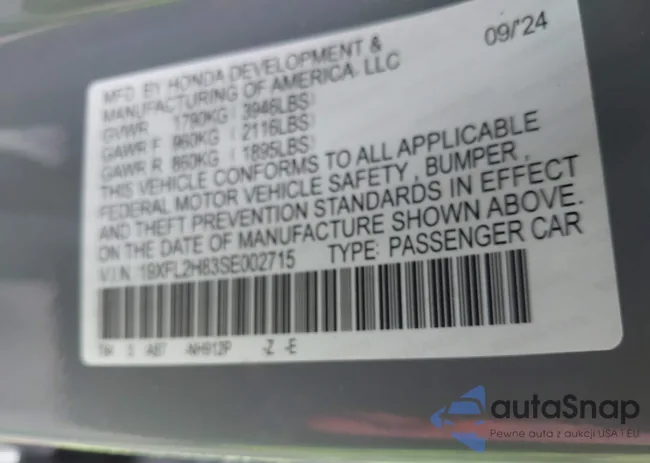 MFD. BY HONDA DEVELOPMENT & 09/'24
MANUFACTURING OF AMERICA, LLC
GVWR 1790KG (3946LBS)
GAWR F 960KG (2116LBS)
GAWR R 860KG (1895LBS)
THIS VEHICLE CONFORMS TO ALL APPLICABLE
FEDERAL MOTOR VEHICLE SAFETY, BUMPER,
AND THEFT PREVENTION STANDARDS IN EFFECT
ON THE DATE OF MANUFACTURE SHOWN ABOVE.
V.I.N. 19XFL2H83SE002715 TYPE: PASSENGER CAR
NH912P -Z -E
autaSnap
Pewne auta z aukcji USA i EU